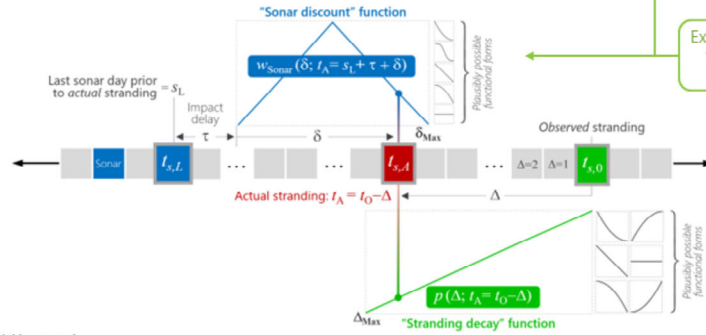 "Sonar discount" function
Ex
w_Sonar (δ; t_A = s_L + τ + δ)
Plausibly possible
functional forms
Last sonar day prior
to actual stranding = s_L
Impact
delay
τ
δ
δ_Max
Observed stranding
Sonar
t_s,L
...
...
t_s,A
...
Δ=2
Δ=1
t_s,0
Actual stranding: t_A = t_O–Δ
Δ
p (Δ; t_A = t_O–Δ)
Plausibly possible
functional forms
Δ_Max
"Stranding decay" function